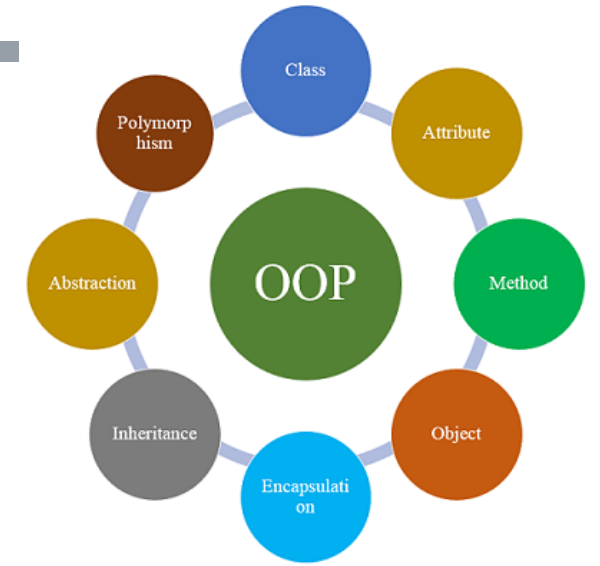 Class
Attribute
Method
Object
Encapsulati
on
Inheritance
Abstraction
Polymorp
hism
OOP